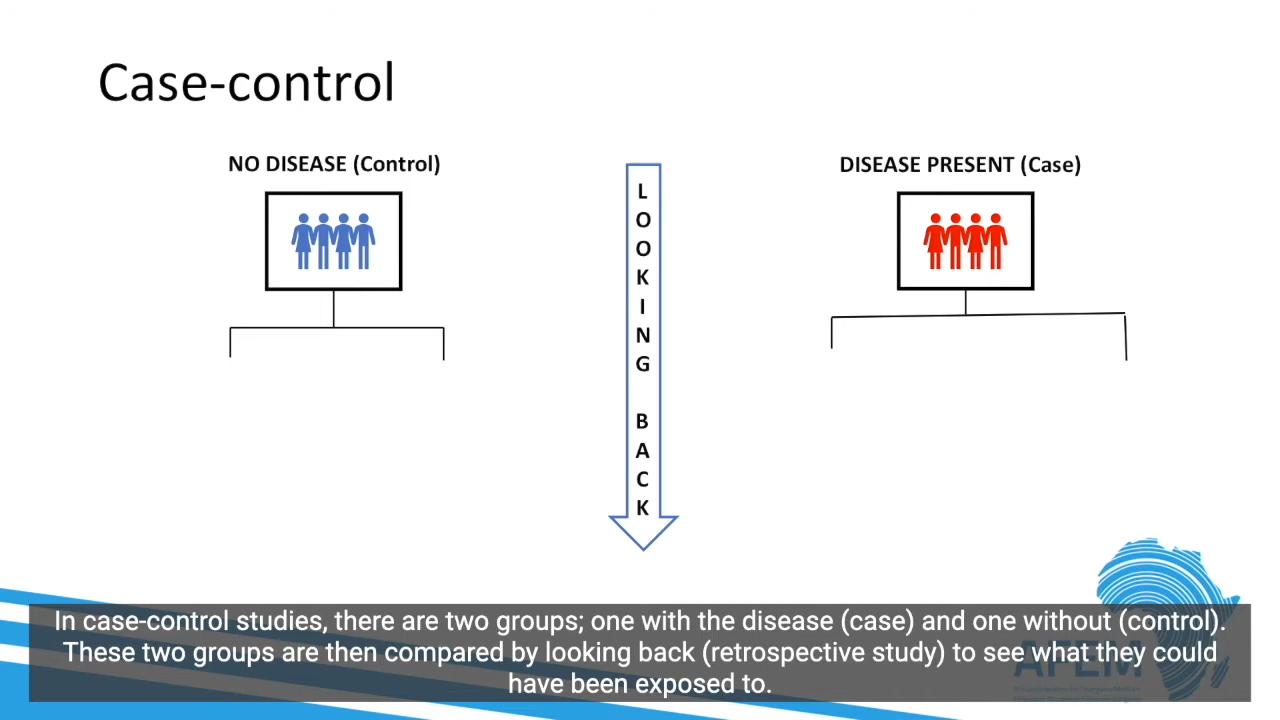 Case-control
NO DISEASE (Control)
DISEASE PRESENT (Case)
LOOKING BACK
In case-control studies, there are two groups; one with the disease (case) and one without (control).
These two groups are then compared by looking back (retrospective study) to see what they could
have been exposed to.
AFEM